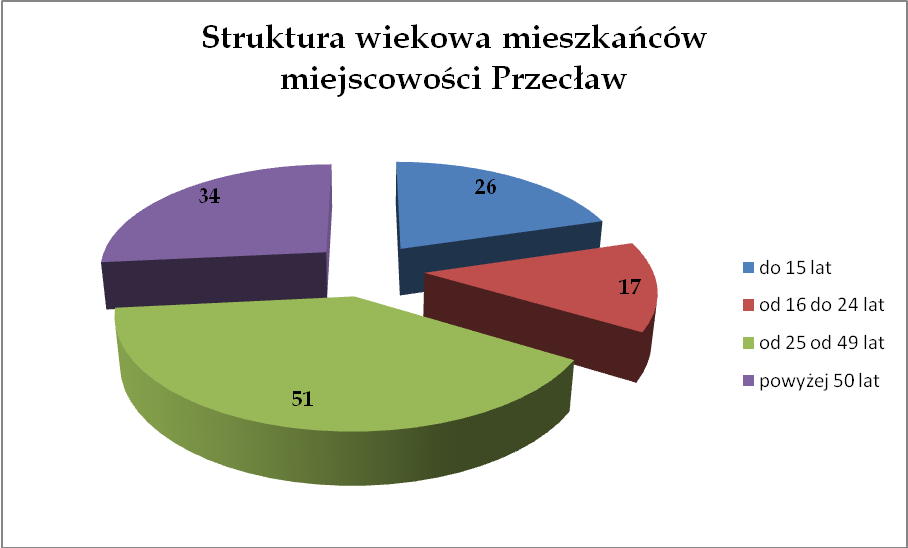 Struktura wiekowa mieszkańców
miejscowości Przecław
34
26
17
51
do 15 lat
od 16 do 24 lat
od 25 od 49 lat
powyżej 50 lat